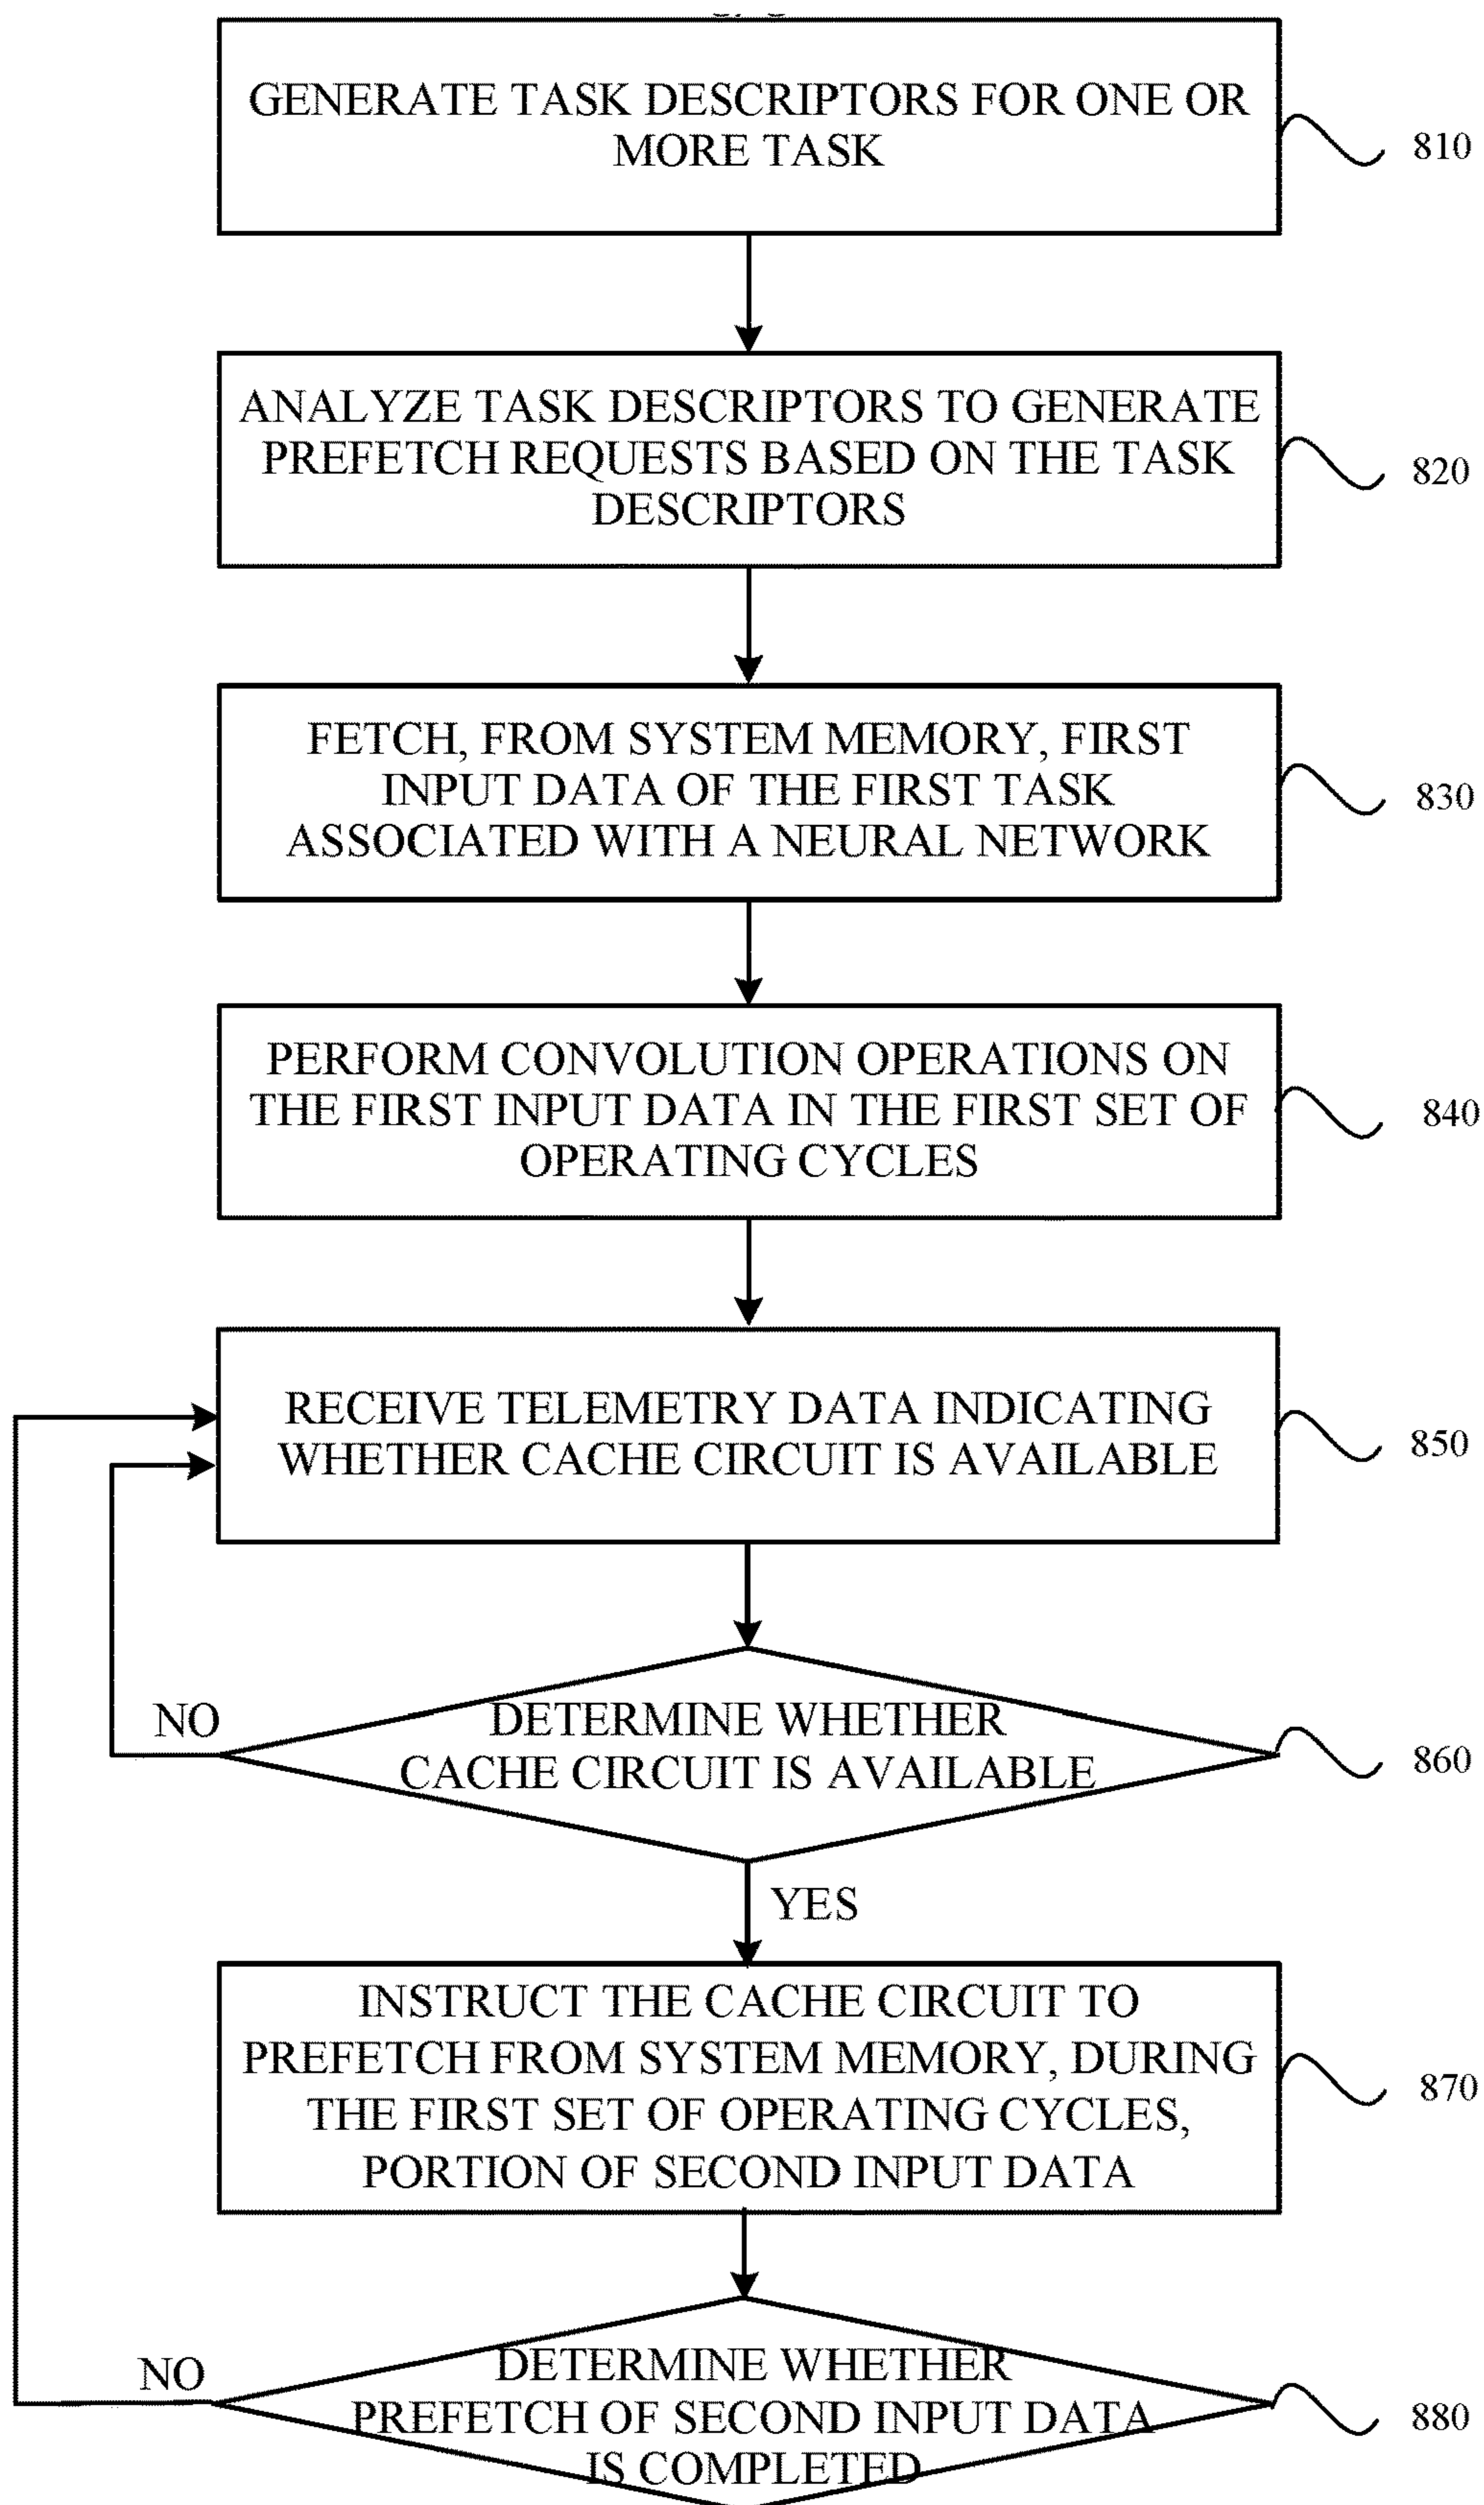 GENERATE TASK DESCRIPTORS FOR ONE OR
MORE TASK
810
ANALYZE TASK DESCRIPTORS TO GENERATE
PREFETCH REQUESTS BASED ON THE TASK
DESCRIPTORS
820
FETCH, FROM SYSTEM MEMORY, FIRST
INPUT DATA OF THE FIRST TASK
ASSOCIATED WITH A NEURAL NETWORK
830
PERFORM CONVOLUTION OPERATIONS ON
THE FIRST INPUT DATA IN THE FIRST SET OF
OPERATING CYCLES
840
RECEIVE TELEMETRY DATA INDICATING
WHETHER CACHE CIRCUIT IS AVAILABLE
850
NO
DETERMINE WHETHER
CACHE CIRCUIT IS AVAILABLE
860
YES
INSTRUCT THE CACHE CIRCUIT TO
PREFETCH FROM SYSTEM MEMORY, DURING
THE FIRST SET OF OPERATING CYCLES,
PORTION OF SECOND INPUT DATA
870
NO
DETERMINE WHETHER
PREFETCH OF SECOND INPUT DATA
IS COMPLETED
880